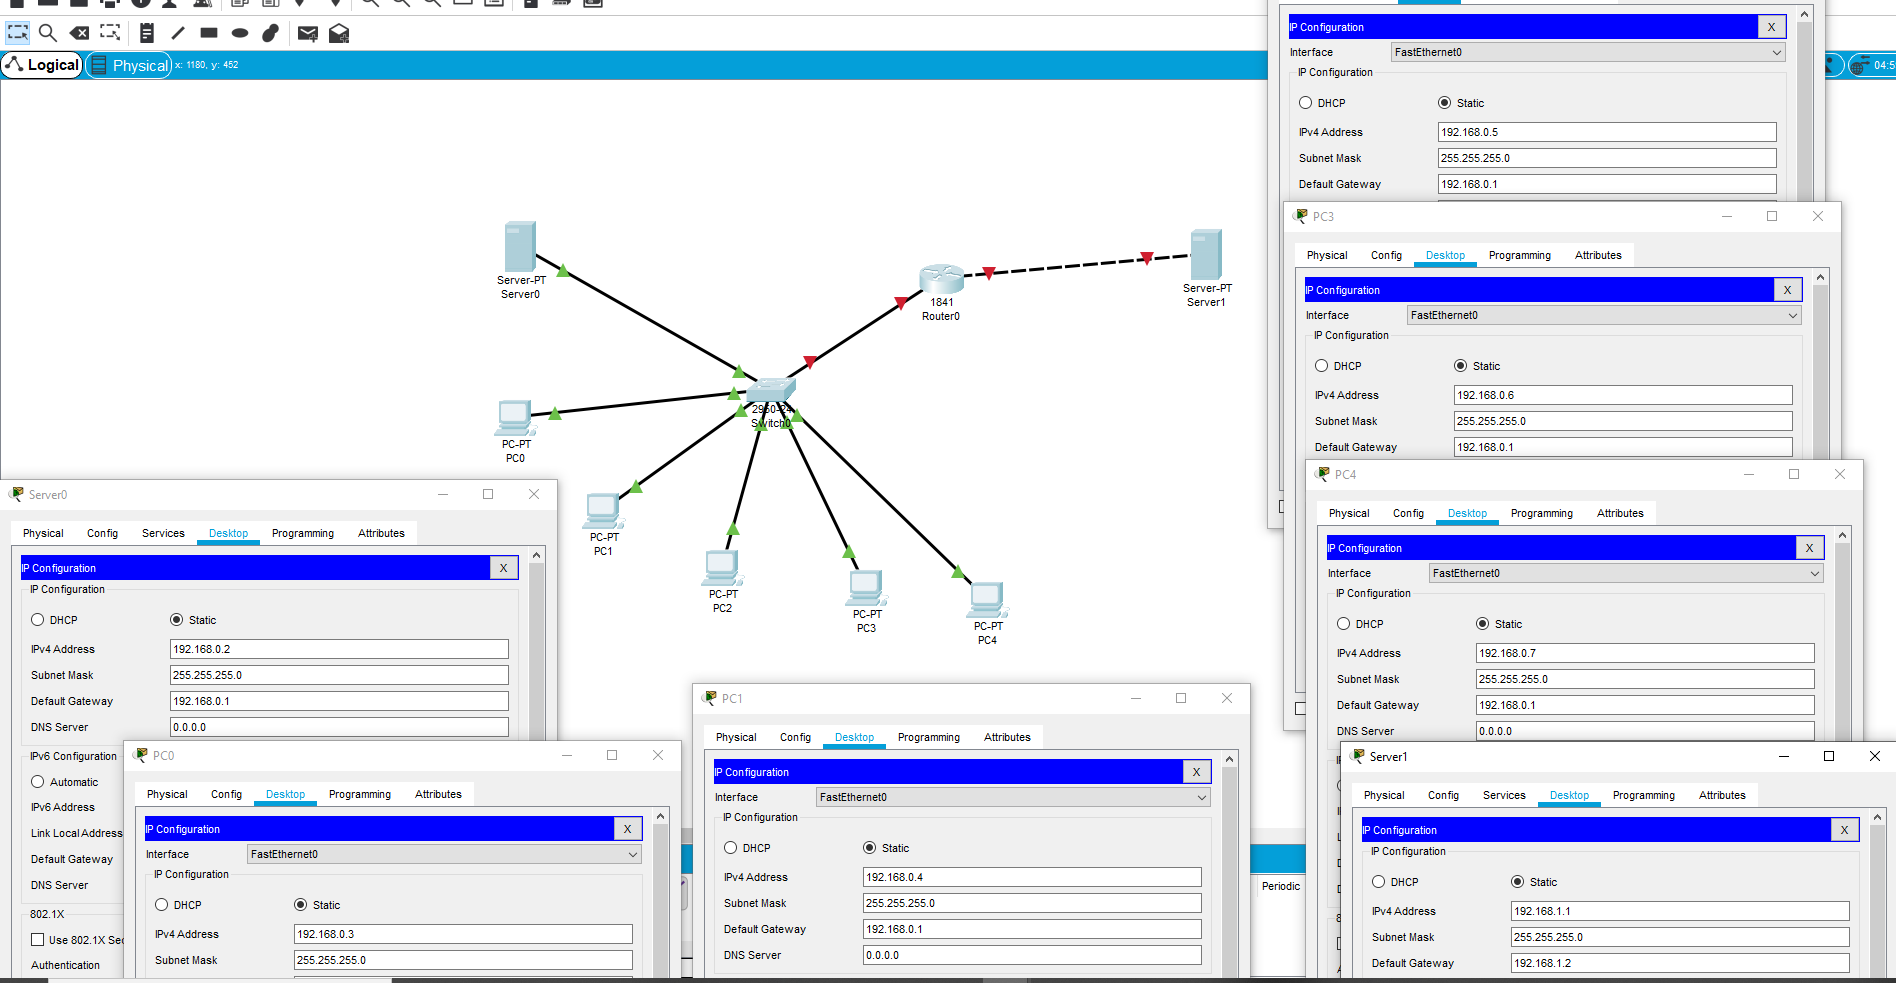 Logical
Physical
x: 1180, y: 452
04:5
Server-PT
Server0
1841
Router0
Server-PT
Server1
2960-24
Switch0
PC-PT
PC0
PC-PT
PC1
PC-PT
PC2
PC-PT
PC3
PC-PT
PC4
IP Configuration
X
Interface
FastEthernet0
IP Configuration
DHCP
Static
IPv4 Address
192.168.0.5
Subnet Mask
255.255.255.0
Default Gateway
192.168.0.1
PC3
Physical Config Desktop Programming Attributes
IP Configuration
X
Interface
FastEthernet0
IP Configuration
DHCP
Static
IPv4 Address
192.168.0.6
Subnet Mask
255.255.255.0
Default Gateway
192.168.0.1
PC4
Physical Config Desktop Programming Attributes
IP Configuration
X
Interface
FastEthernet0
IP Configuration
DHCP
Static
IPv4 Address
192.168.0.7
Subnet Mask
255.255.255.0
Default Gateway
192.168.0.1
DNS Server
0.0.0.0
Server0
Physical Config Services Desktop Programming Attributes
IP Configuration
X
IP Configuration
DHCP
Static
IPv4 Address
192.168.0.2
Subnet Mask
255.255.255.0
Default Gateway
192.168.0.1
DNS Server
0.0.0.0
IPv6 Configuration
Automatic
IPv6 Address
Link Local Address
Default Gateway
DNS Server
802.1X
Use 802.1X Sec
Authentication
PC0
Physical Config Desktop Programming Attributes
IP Configuration
X
Interface
FastEthernet0
IP Configuration
DHCP
Static
IPv4 Address
192.168.0.3
Subnet Mask
255.255.255.0
PC1
Physical Config Desktop Programming Attributes
IP Configuration
X
Interface
FastEthernet0
IP Configuration
DHCP
Static
IPv4 Address
192.168.0.4
Subnet Mask
255.255.255.0
Default Gateway
192.168.0.1
DNS Server
0.0.0.0
Periodic
Server1
Physical Config Services Desktop Programming Attributes
IP Configuration
X
IP Configuration
DHCP
Static
IPv4 Address
192.168.1.1
Subnet Mask
255.255.255.0
Default Gateway
192.168.1.2